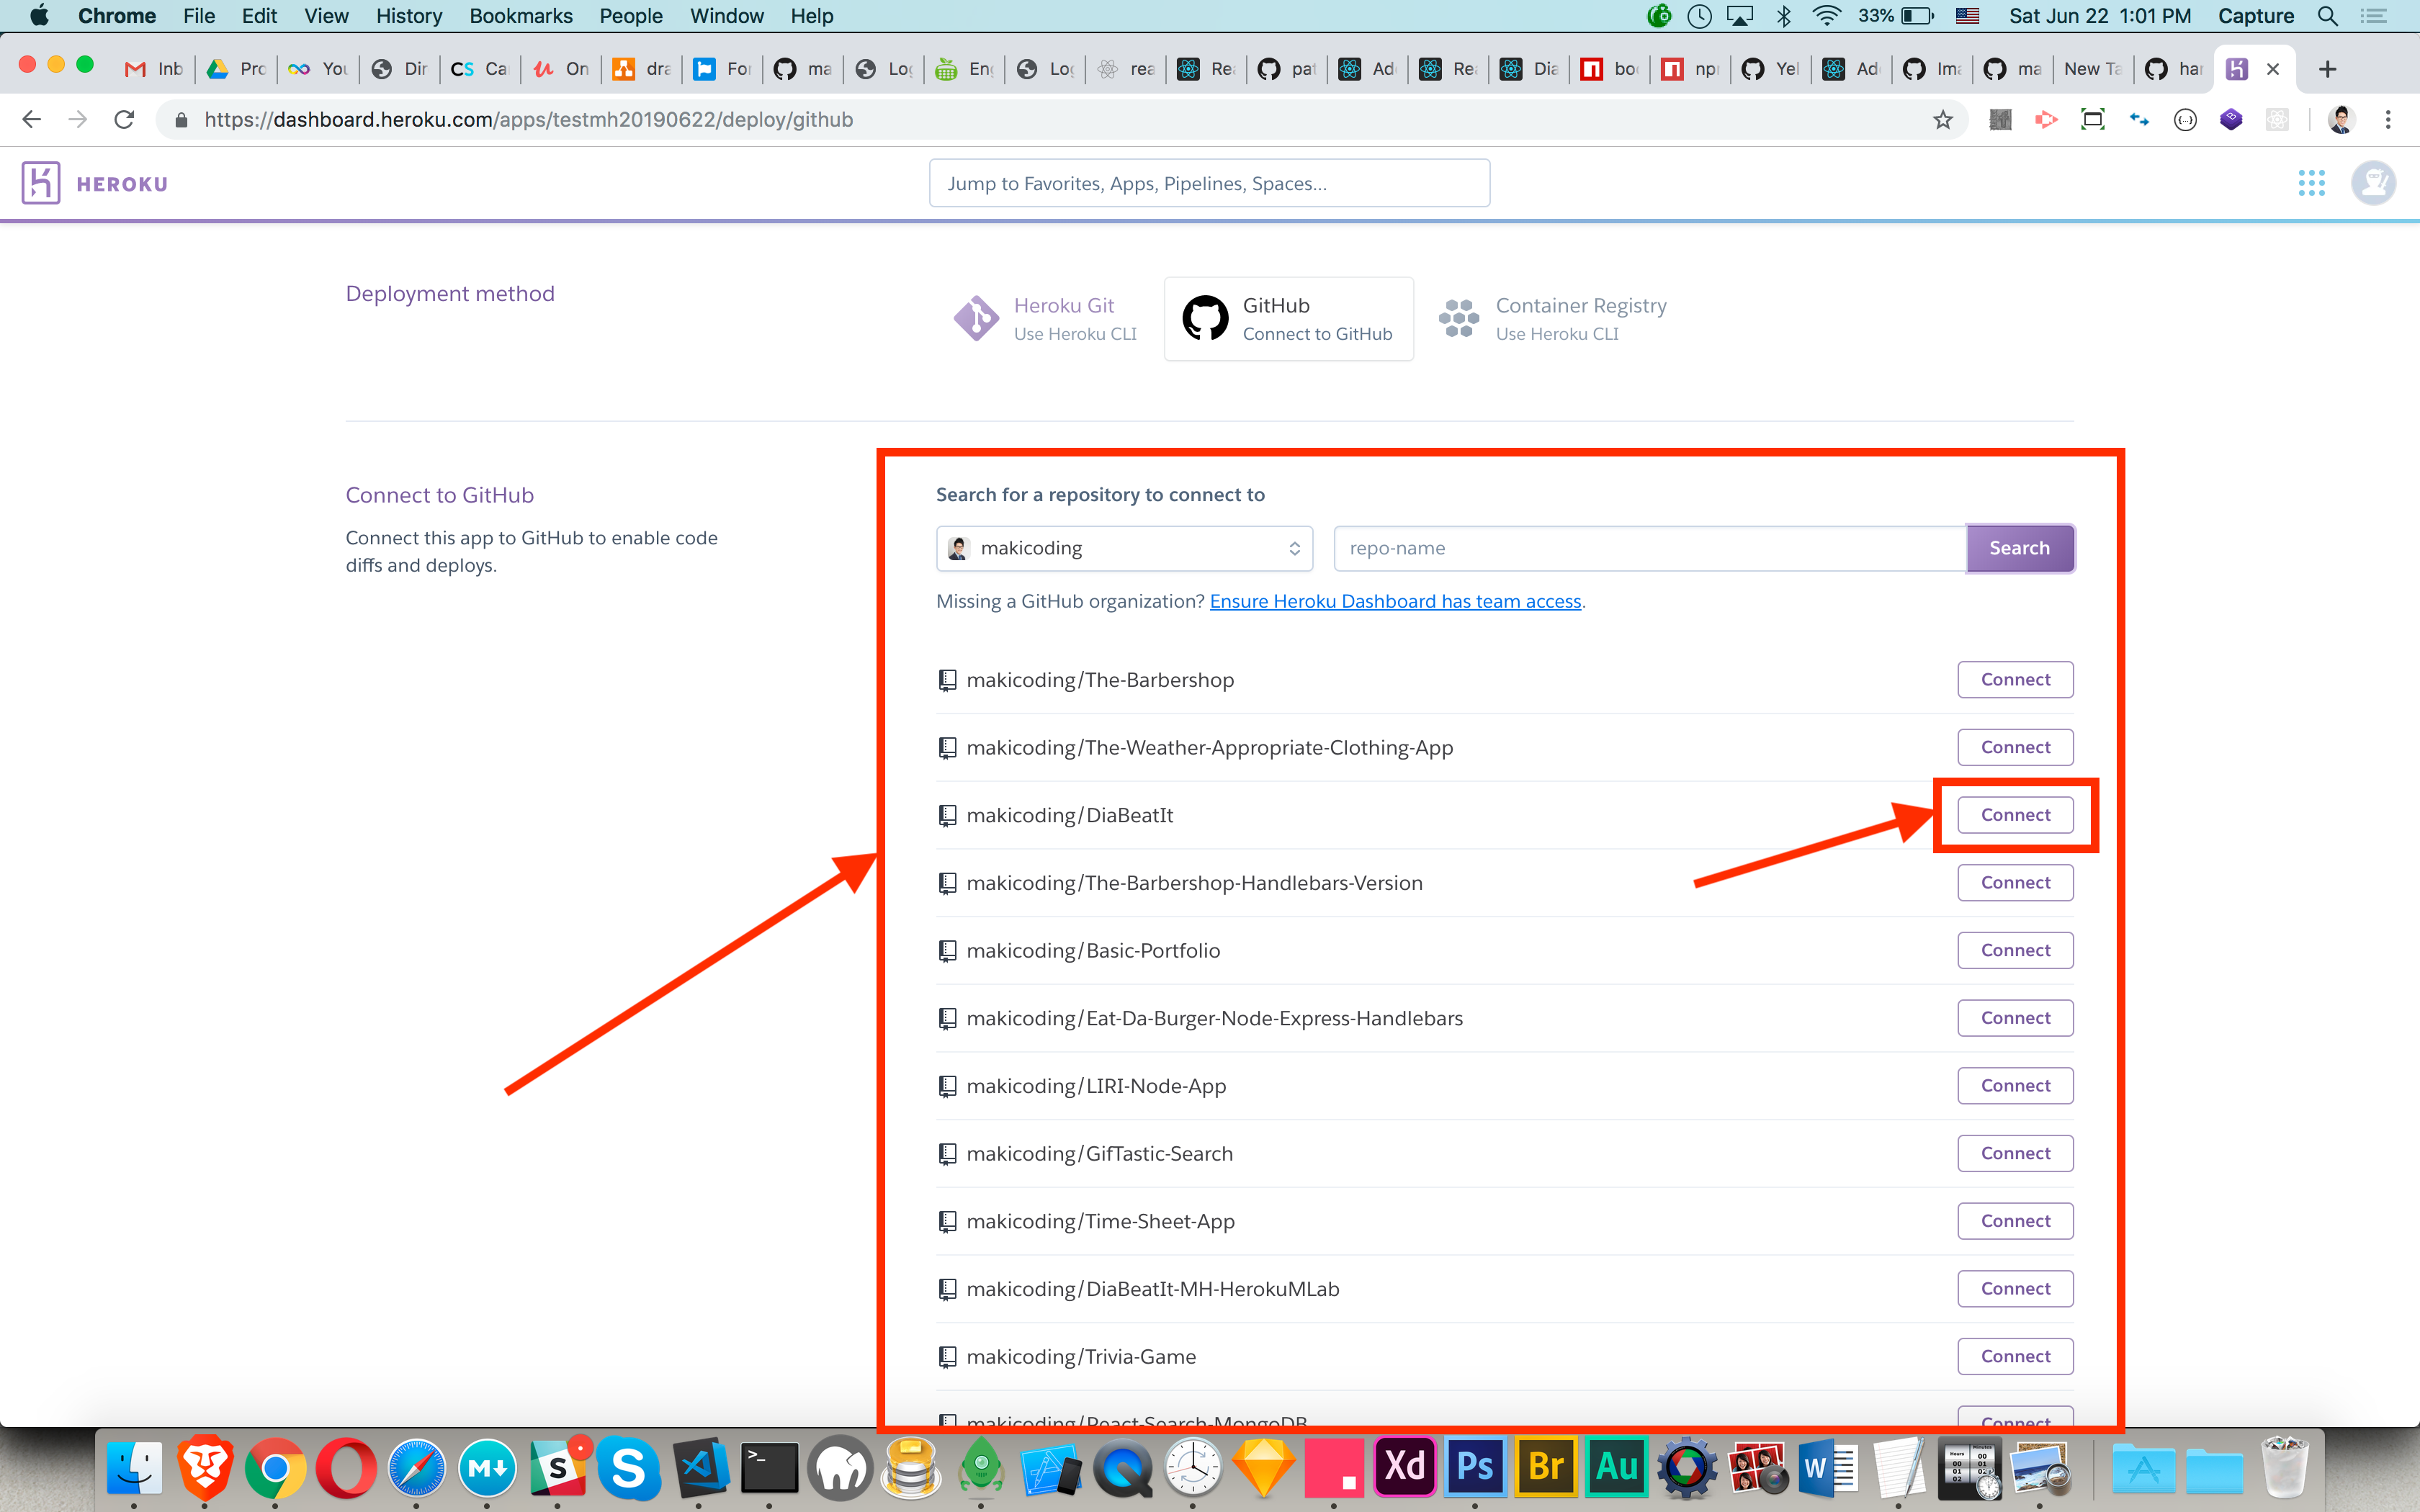 Chrome File Edit View History Bookmarks People Window Help 33% Sat Jun 22 1:01 PM Capture
Inb Pro You Dir CS Ca On dra For ma Log Eng Log rea Rea pat Ad Rea Dia bo np Yel Ad Ima ma New Ta har
https://dashboard.heroku.com/apps/testmh20190622/deploy/github
HEROKU
Jump to Favorites, Apps, Pipelines, Spaces...
Deployment method
Heroku Git
Use Heroku CLI
GitHub
Connect to GitHub
Container Registry
Use Heroku CLI
Connect to GitHub
Connect this app to GitHub to enable code
diffs and deploys.
Search for a repository to connect to
makicoding repo-name Search
Missing a GitHub organization? Ensure Heroku Dashboard has team access.
makicoding/The-Barbershop Connect
makicoding/The-Weather-Appropriate-Clothing-App Connect
makicoding/DiaBeatIt Connect
makicoding/The-Barbershop-Handlebars-Version Connect
makicoding/Basic-Portfolio Connect
makicoding/Eat-Da-Burger-Node-Express-Handlebars Connect
makicoding/LIRI-Node-App Connect
makicoding/GifTastic-Search Connect
makicoding/Time-Sheet-App Connect
makicoding/DiaBeatIt-MH-HerokuMLab Connect
makicoding/Trivia-Game Connect
makicoding/React-Search-MongoDB Connect
M S S >_ Xd Ps Br Au W